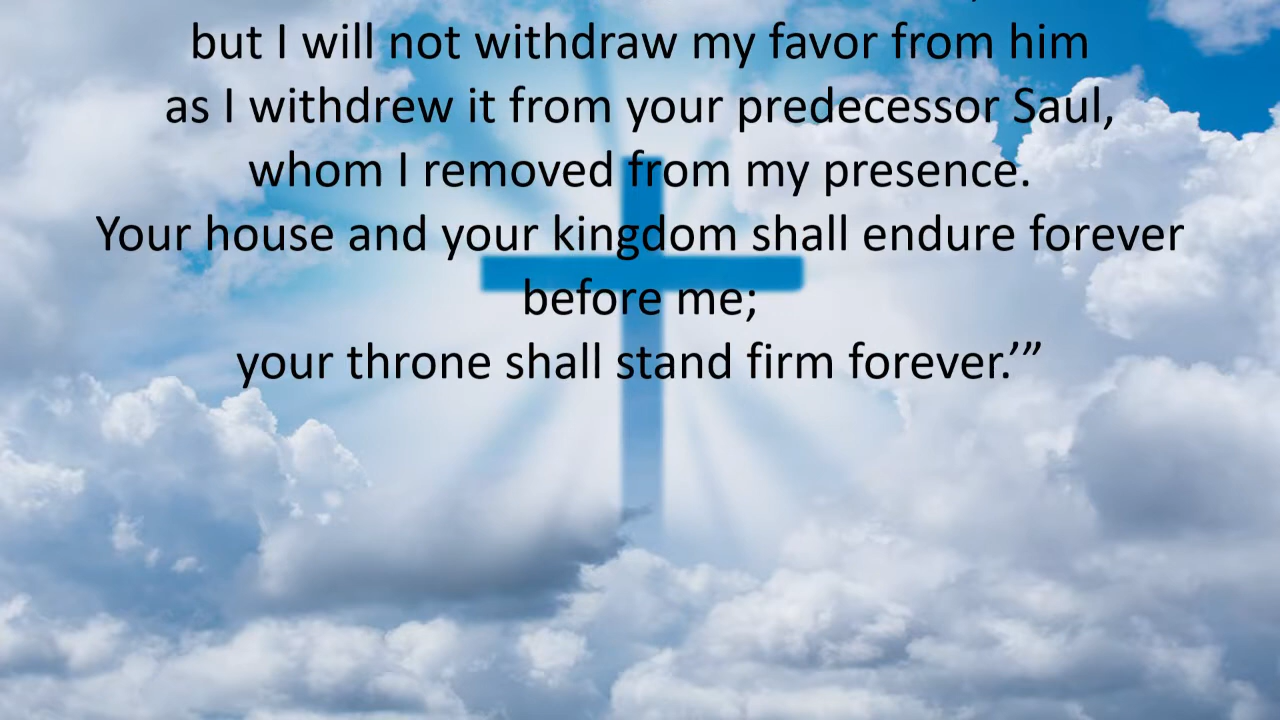 but I will not withdraw my favor from him
as I withdrew it from your predecessor Saul,
whom I removed from my presence.
Your house and your kingdom shall endure forever
before me;
your throne shall stand firm forever.’”